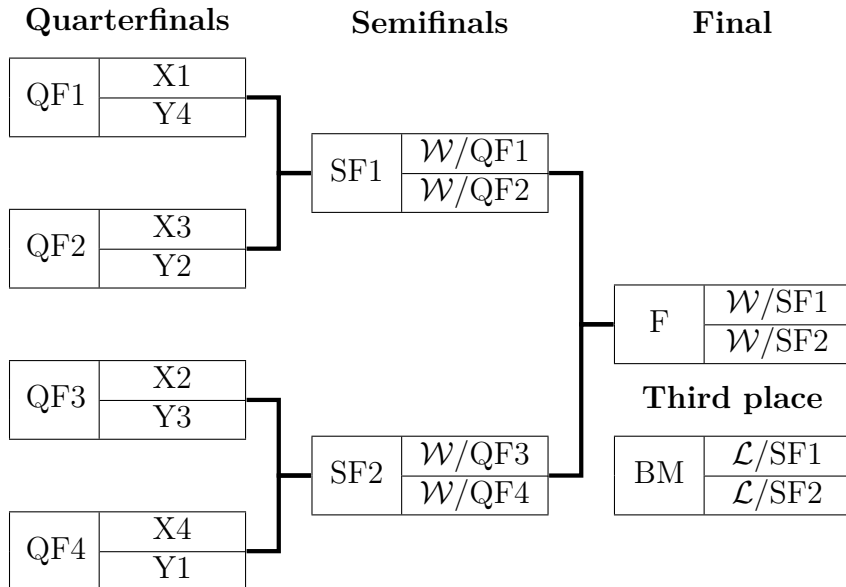 Quarterfinals
Semifinals
Final
QF1
X1
Y4
QF2
X3
Y2
QF3
X2
Y3
QF4
X4
Y1
SF1
𝒲/QF1
𝒲/QF2
SF2
𝒲/QF3
𝒲/QF4
F
𝒲/SF1
𝒲/SF2
Third place
BM
ℒ/SF1
ℒ/SF2